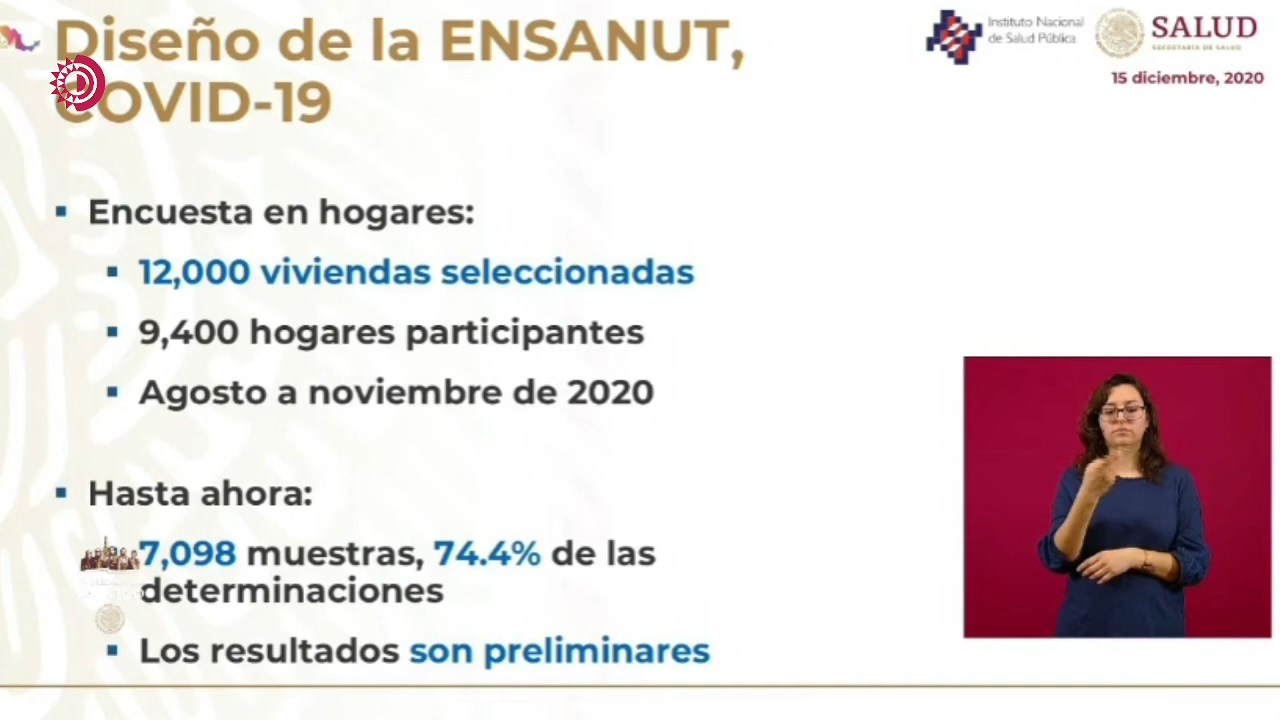 Diseño de la ENSANUT,
COVID-19
Instituto Nacional
de Salud Pública
SALUD
SECRETARÍA DE SALUD
15 diciembre, 2020
Encuesta en hogares:
12,000 viviendas seleccionadas
9,400 hogares participantes
Agosto a noviembre de 2020
Hasta ahora:
7,098 muestras, 74.4% de las
determinaciones
Los resultados son preliminares